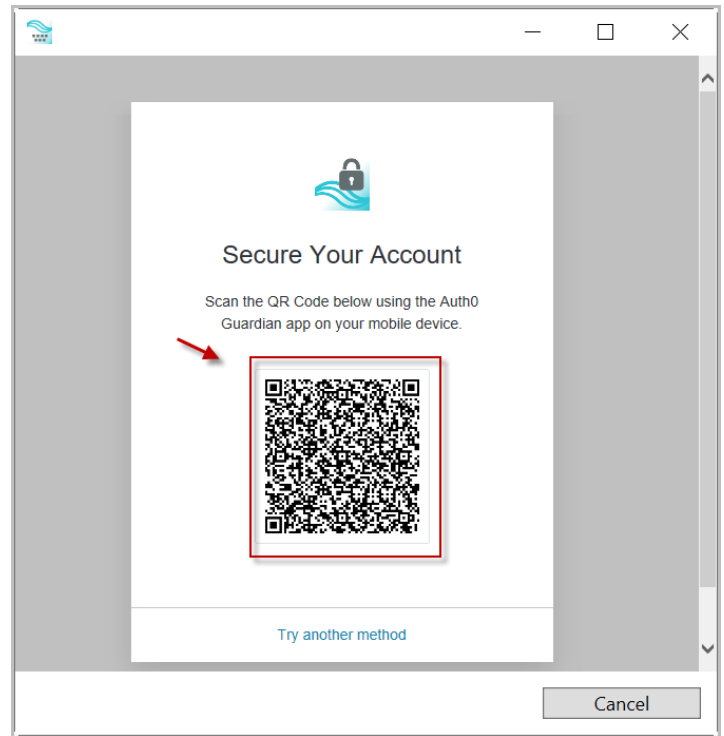 Secure Your Account
Scan the QR Code below using the Auth0
Guardian app on your mobile device.
Try another method
Cancel